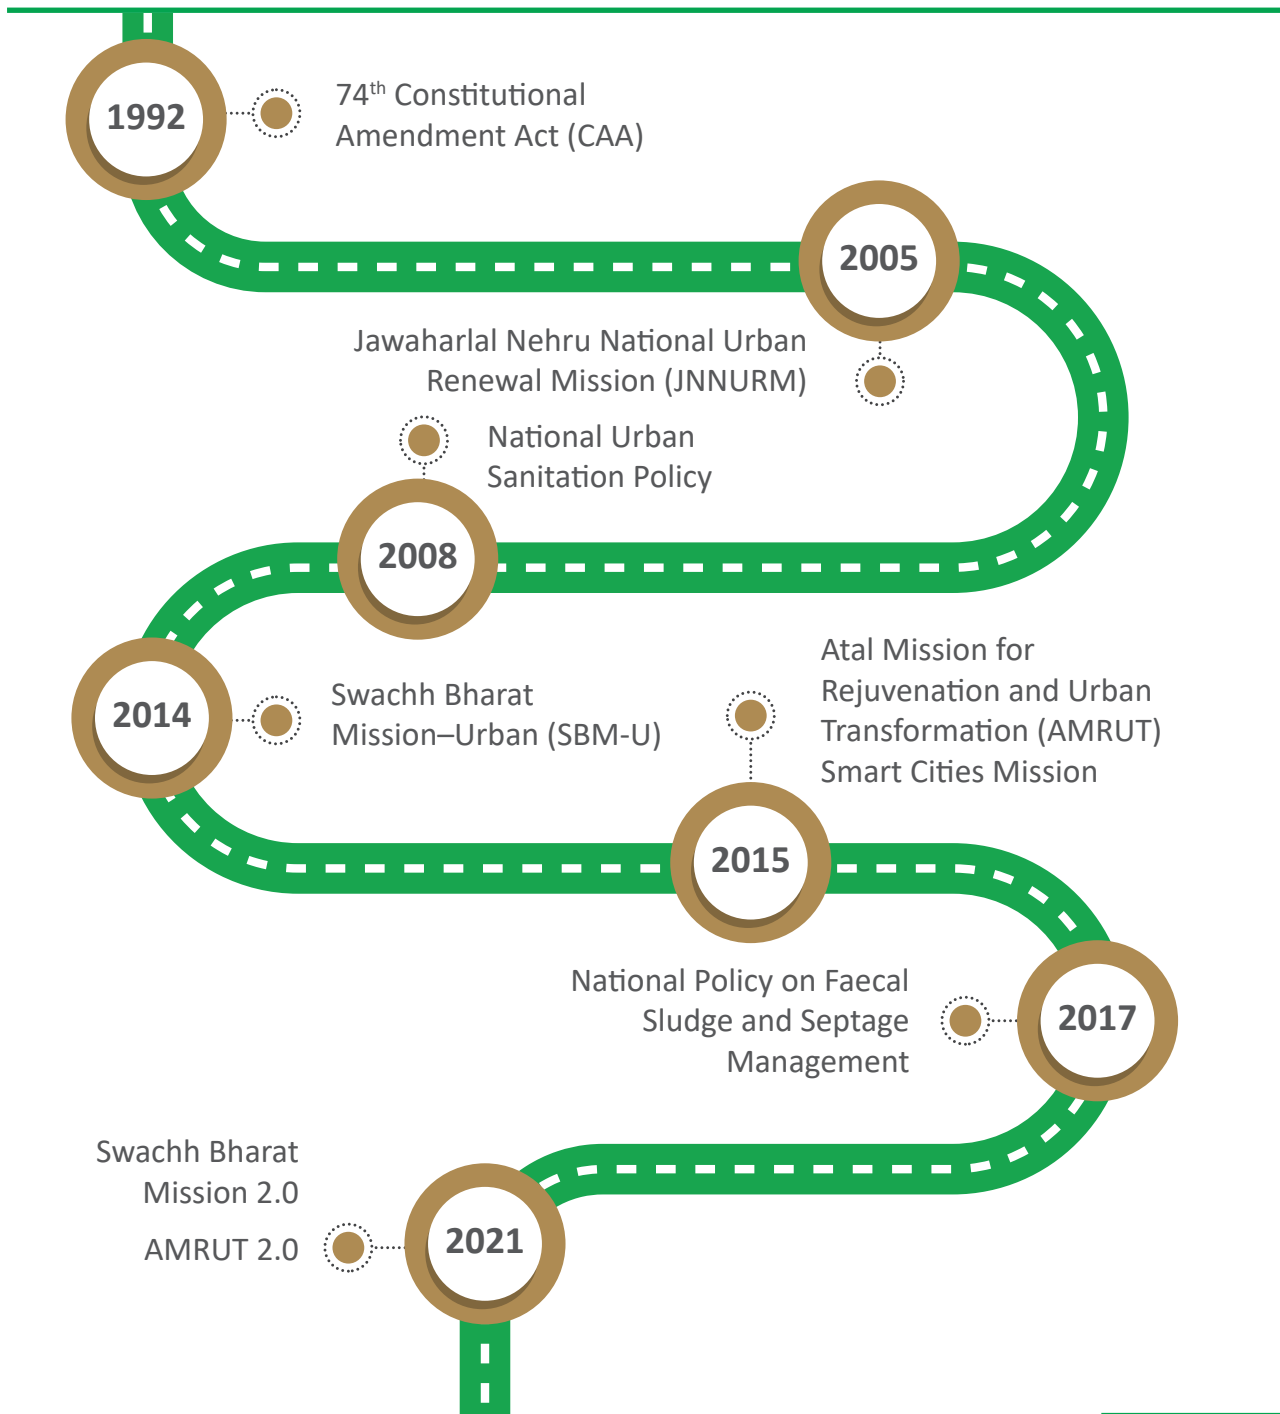 1992
74th Constitutional
Amendment Act (CAA)
2005
Jawaharlal Nehru National Urban
Renewal Mission (JNNURM)
National Urban
Sanitation Policy
2008
2014
Swachh Bharat
Mission–Urban (SBM-U)
Atal Mission for
Rejuvenation and Urban
Transformation (AMRUT)
Smart Cities Mission
2015
National Policy on Faecal
Sludge and Septage
Management
2017
Swachh Bharat
Mission 2.0
AMRUT 2.0
2021